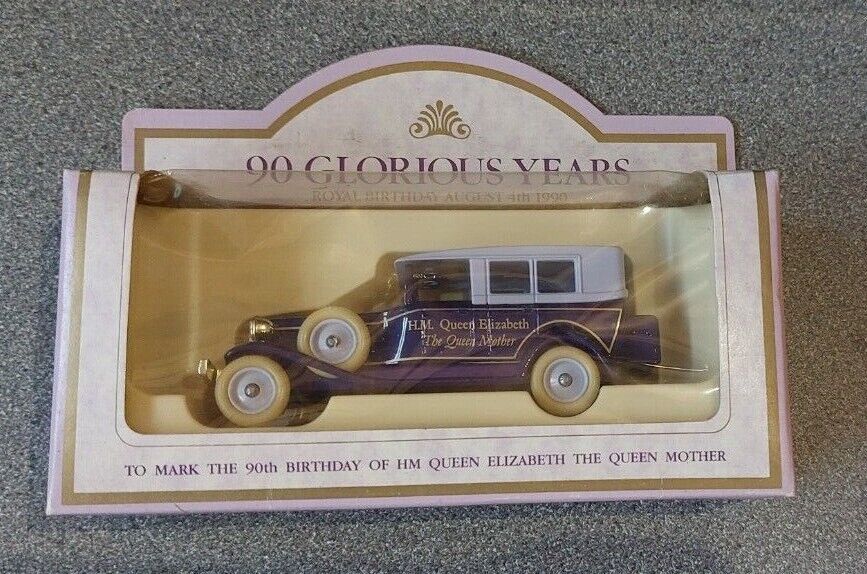 90 GLORIOUS YEARS
ROYAL BIRTHDAY AUGUST 4th 1990
H.M. Queen Elizabeth
The Queen Mother
TO MARK THE 90th BIRTHDAY OF HM QUEEN ELIZABETH THE QUEEN MOTHER